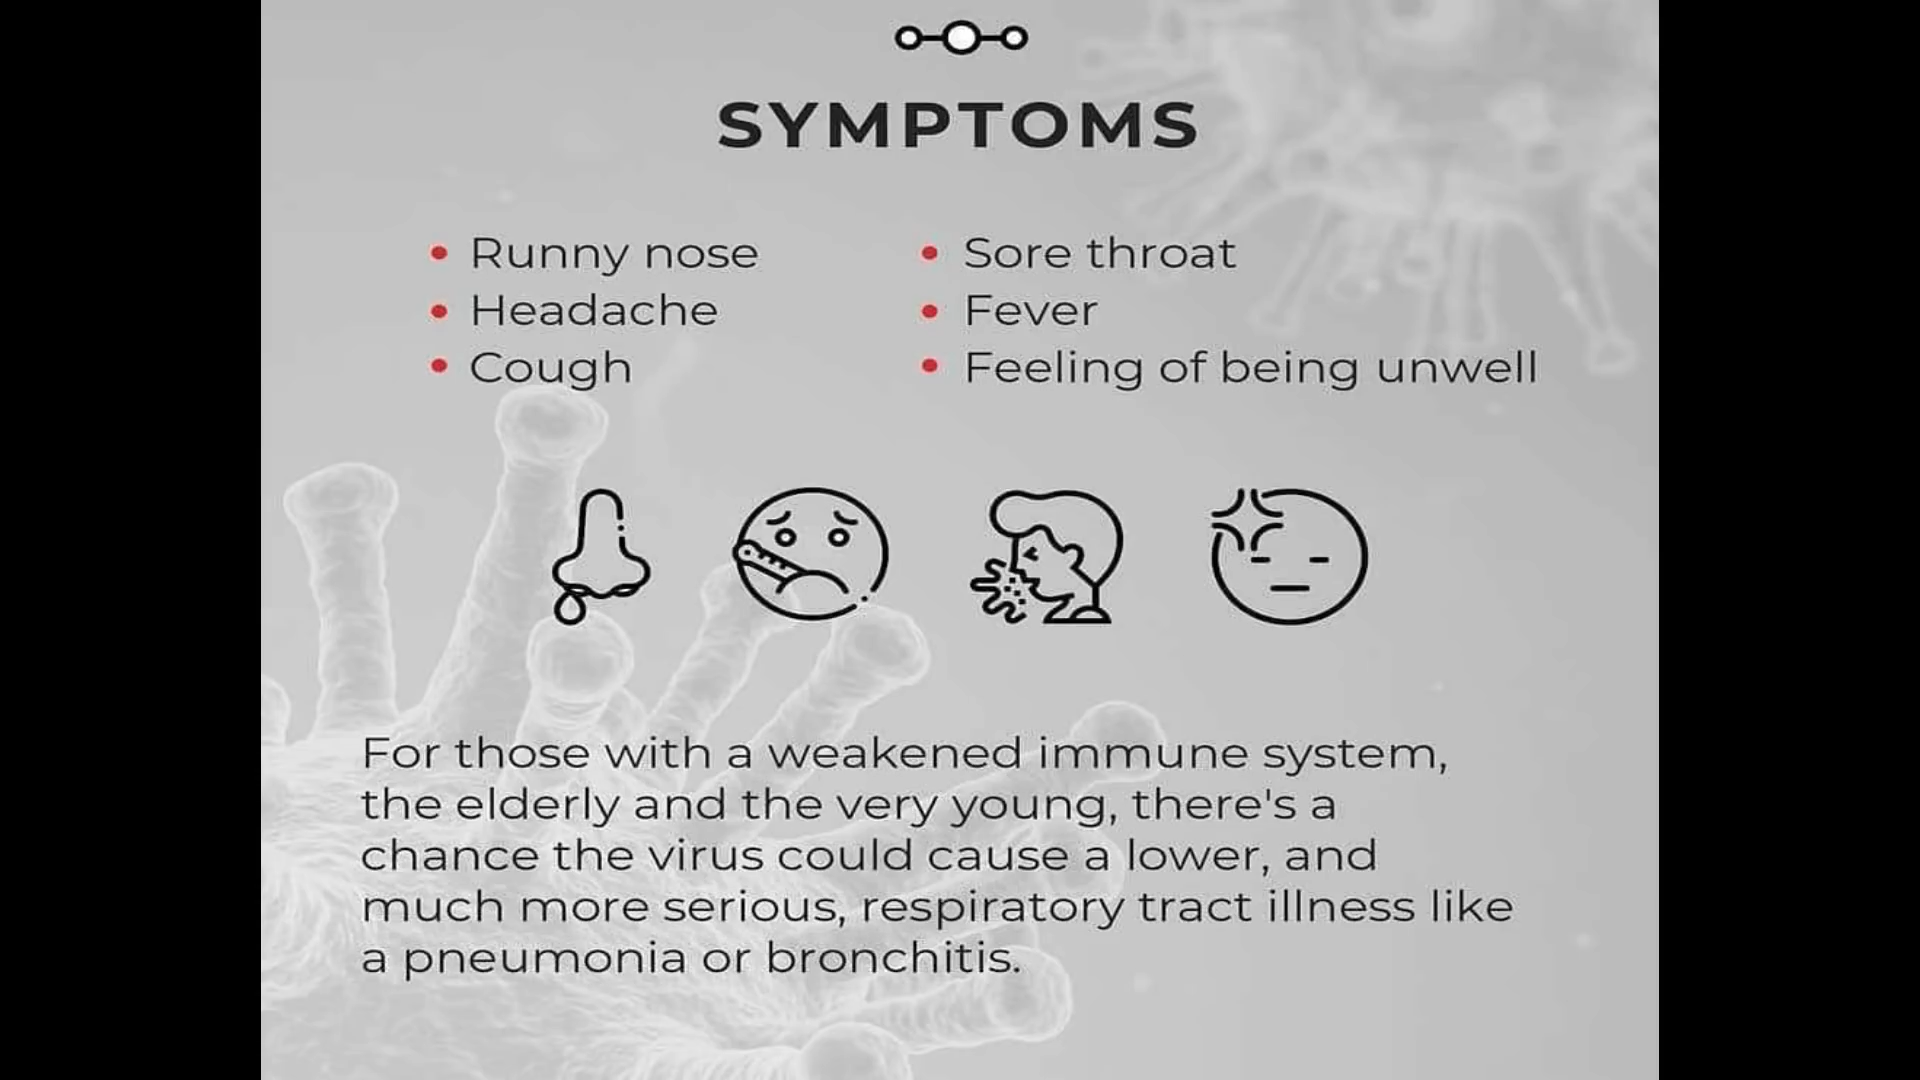 SYMPTOMS
• Runny nose
• Headache
• Cough
• Sore throat
• Fever
• Feeling of being unwell
For those with a weakened immune system,
the elderly and the very young, there's a
chance the virus could cause a lower, and
much more serious, respiratory tract illness like
a pneumonia or bronchitis.